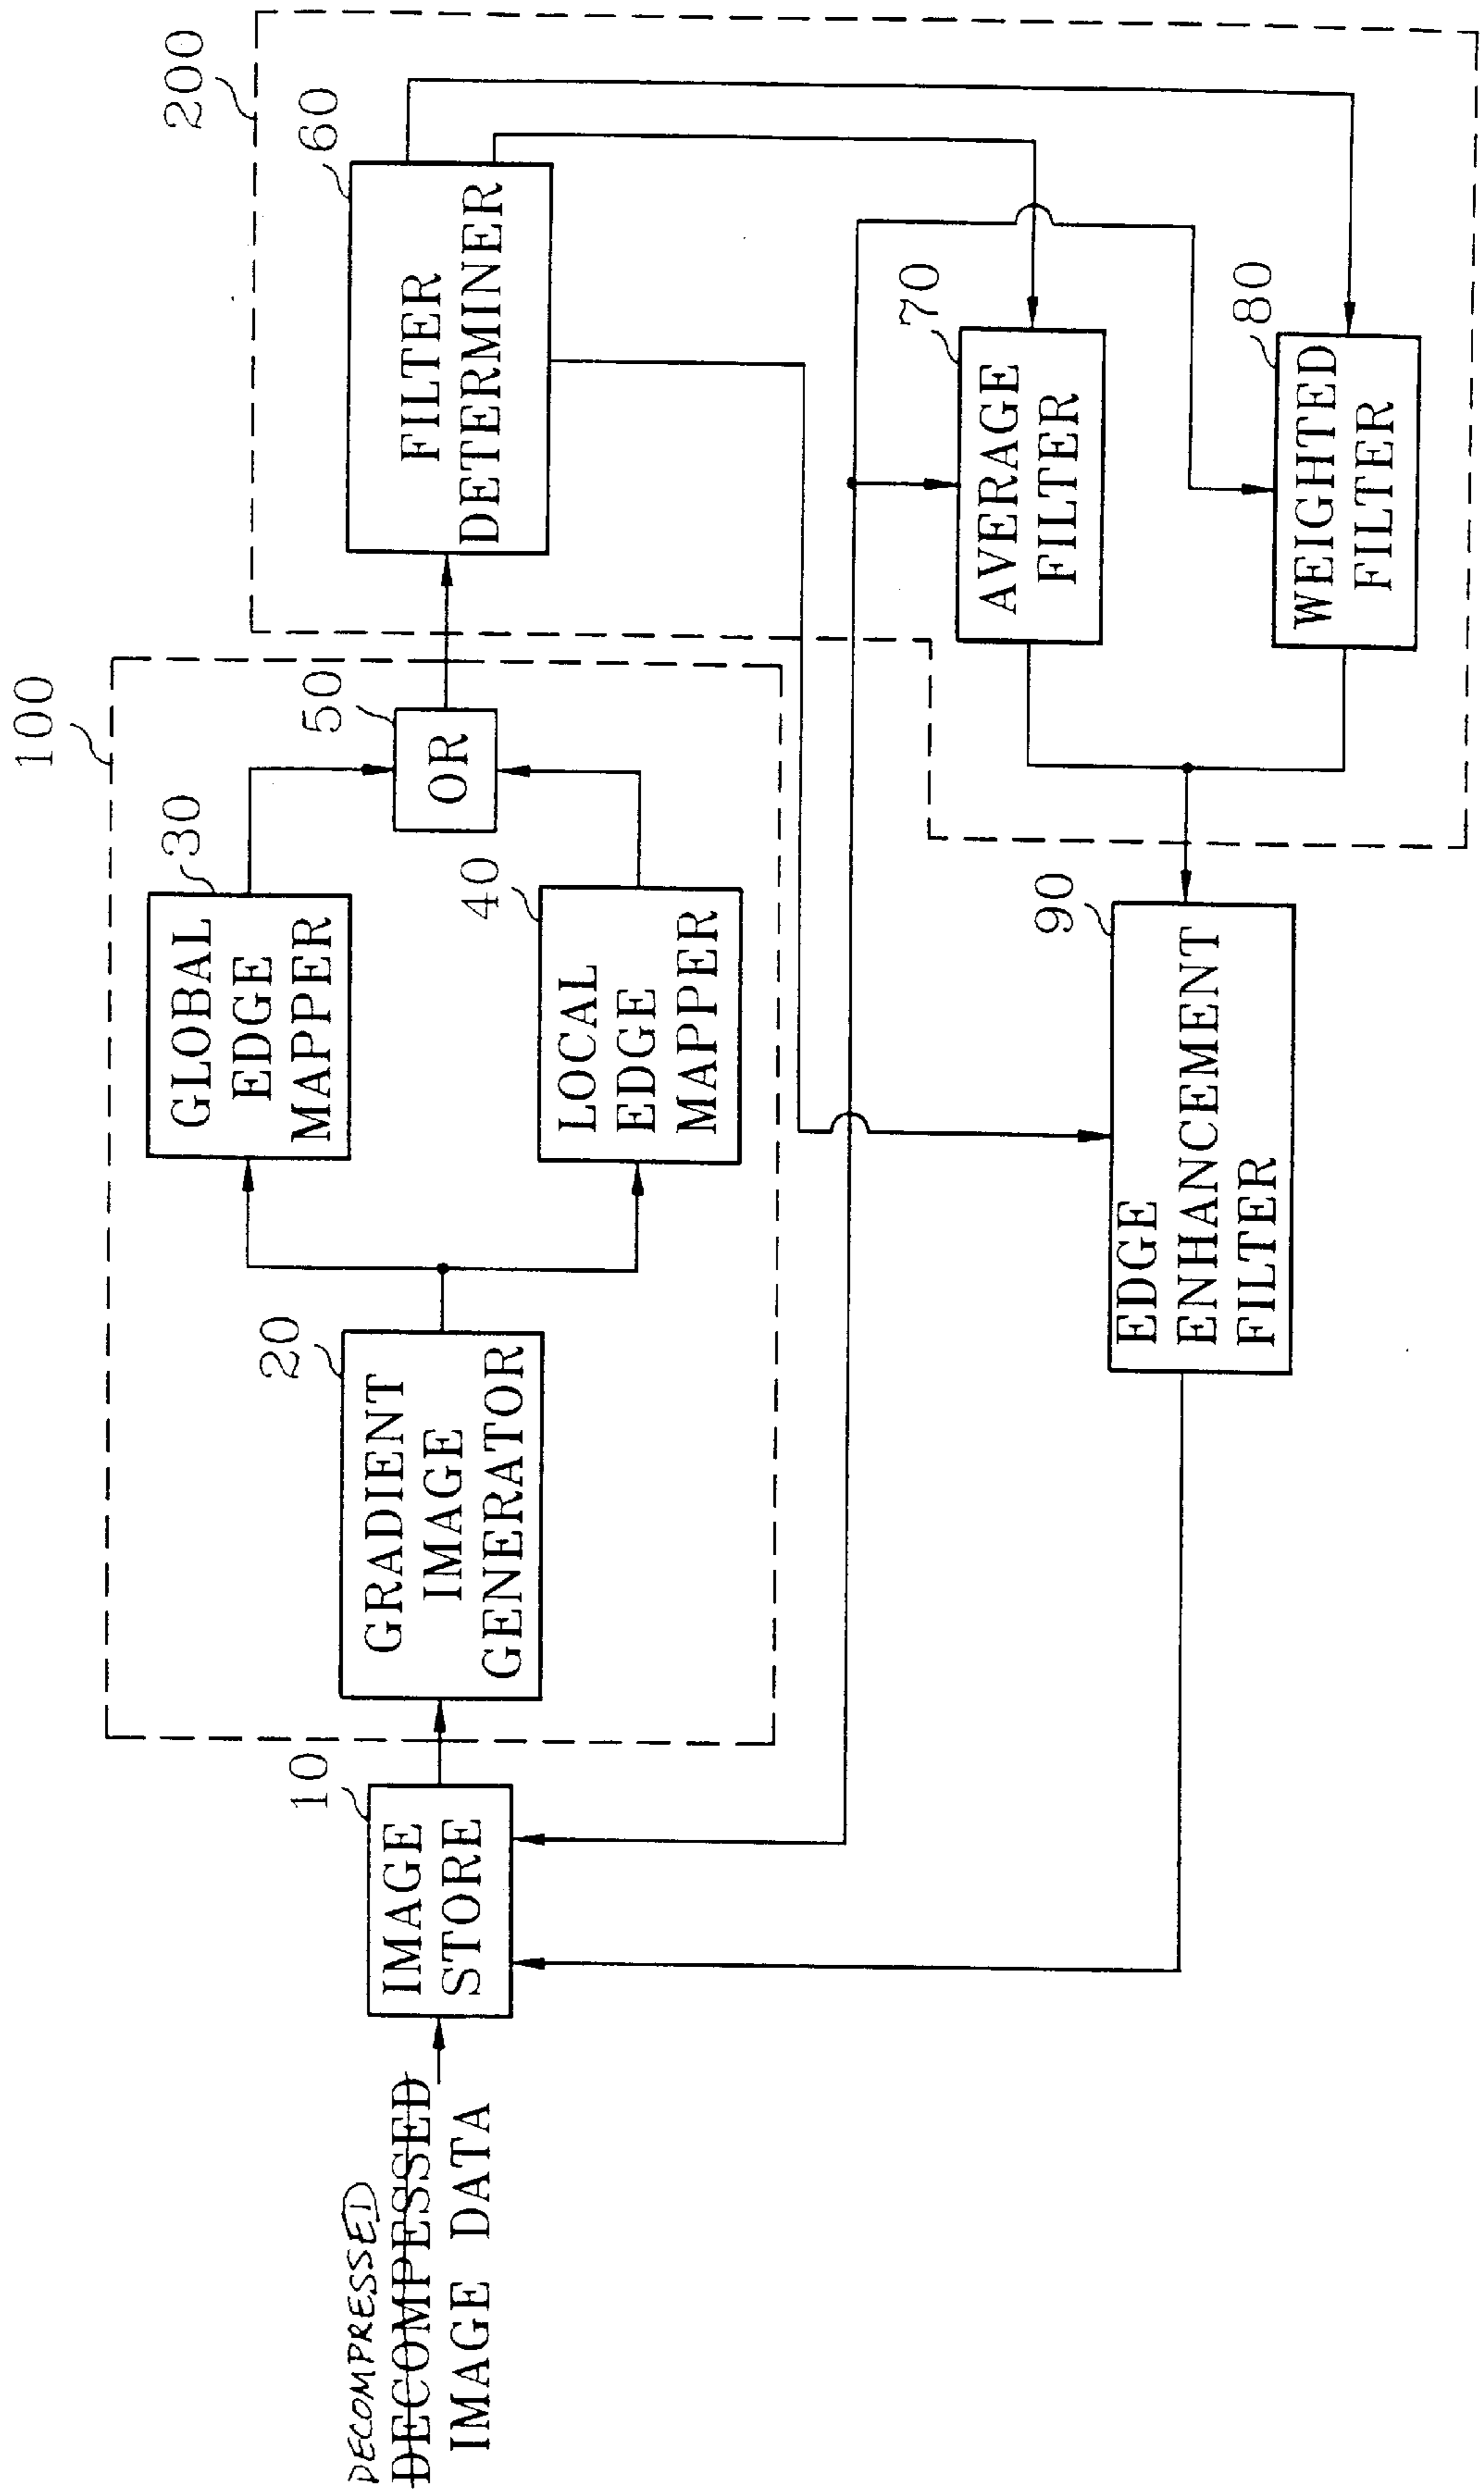 DECOMPRESSED
DECOMPESSED
IMAGE DATA
10
IMAGE
STORE
100
20
GRADIENT
IMAGE
GENERATOR
30
GLOBAL
EDGE
MAPPER
40
LOCAL
EDGE
MAPPER
50
OR
200
60
FILTER
DETERMINER
70
AVERAGE
FILTER
80
WEIGHTED
FILTER
90
EDGE
ENHANCEMENT
FILTER